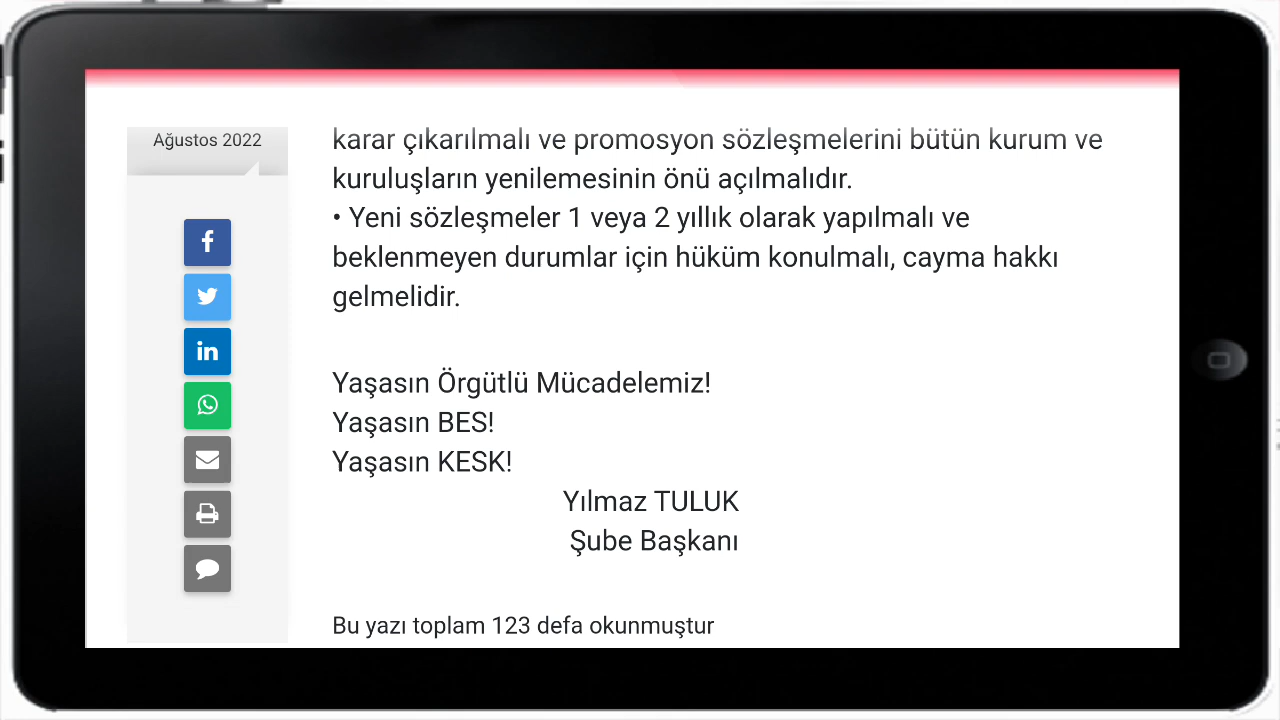 Ağustos 2022
karar çıkarılmalı ve promosyon sözleşmelerini bütün kurum ve
kuruluşların yenilemesinin önü açılmalıdır.
• Yeni sözleşmeler 1 veya 2 yıllık olarak yapılmalı ve
beklenmeyen durumlar için hüküm konulmalı, cayma hakkı
gelmelidir.
Yaşasın Örgütlü Mücadelemiz!
Yaşasın BES!
Yaşasın KESK!
Yılmaz TULUK
Şube Başkanı
Bu yazı toplam 123 defa okunmuştur